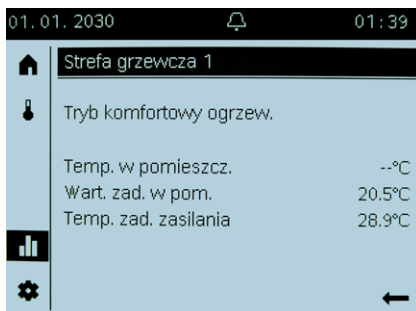 01. 01. 2030 01:39
Strefa grzewcza 1
Tryb komfortowy ogrzew.
Temp. w pomieszcz. --°C
Wart. zad. w pom. 20.5°C
Temp. zad. zasilania 28.9°C